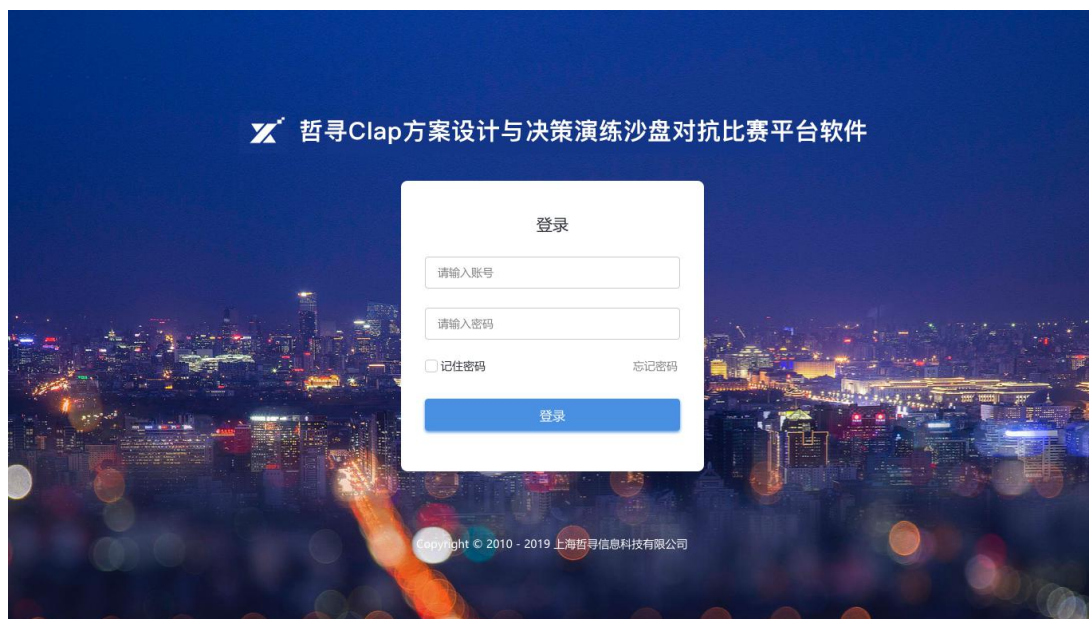 哲寻Clap方案设计与决策演练沙盘对抗比赛平台软件
登录
请输入账号
请输入密码
记住密码 忘记密码
登录
Copyright © 2010 - 2019 上海哲寻信息科技有限公司